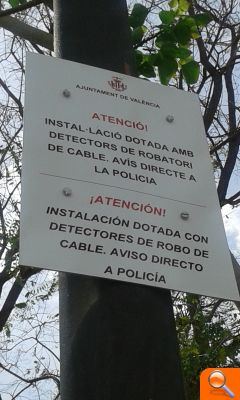 AJUNTAMENT DE VALÈNCIA
ATENCIÓ!
INSTAL·LACIÓ DOTADA AMB
DETECTORS DE ROBATORI
DE CABLE. AVÍS DIRECTE A
LA POLICIA
¡ATENCIÓN!
INSTALACIÓN DOTADA CON
DETECTORES DE ROBO DE
CABLE. AVISO DIRECTO
A POLICÍA